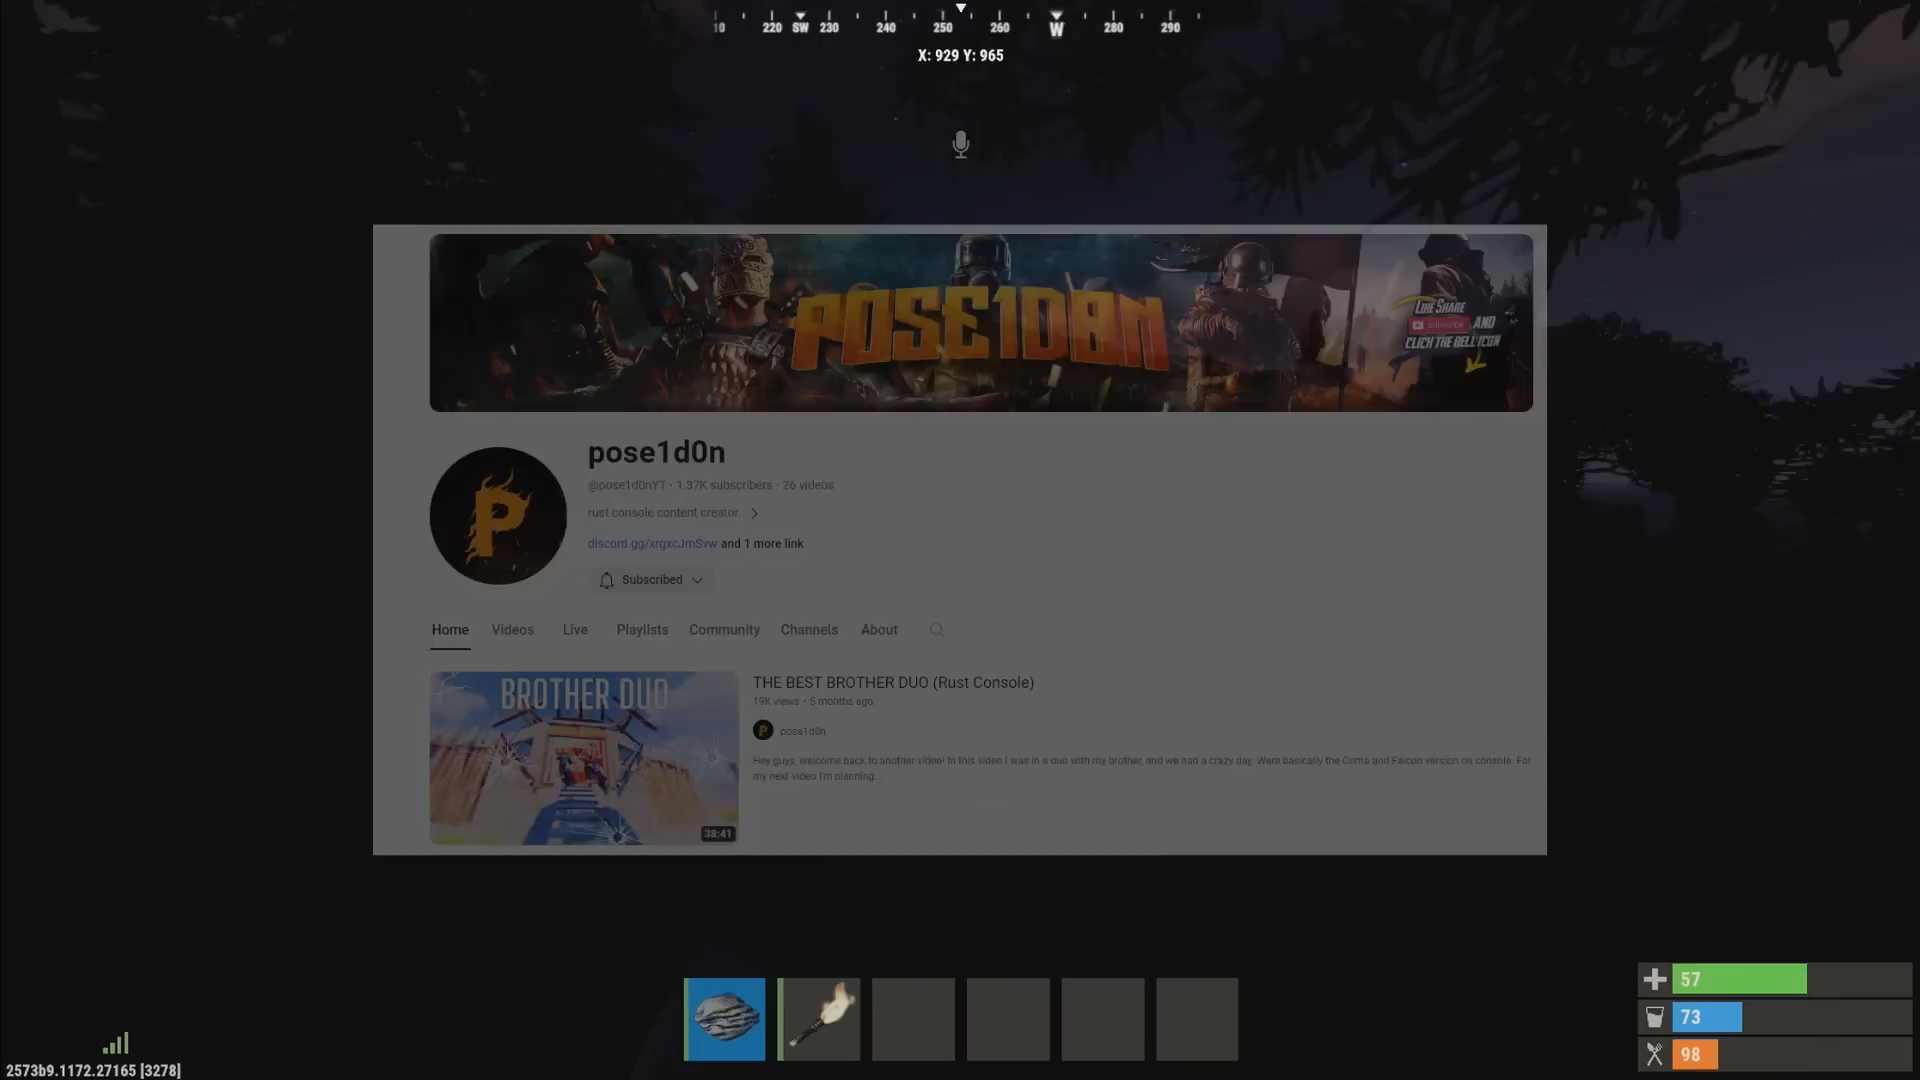 10 220 SW 230 240 250 260 W 280 290
X: 929 Y: 965
POSE1D0N
LIKE SHARE
SUBSCRIBE AND
CLICK THE BELL ICON
pose1d0n
@pose1d0nYT · 1.37K subscribers · 26 videos
rust console content creator.
discord.gg/xrgxcJmSvw and 1 more link
Subscribed
Home Videos Live Playlists Community Channels About
BROTHER DUO
38:41
THE BEST BROTHER DUO (Rust Console)
19K views · 5 months ago
P pose1d0n
Hey guys, welcome back to another video! In this video I was in a duo with my brother, and we had a crazy day. Were basically the Coma and Falcon version on console. For
my next video I'm planning...
57
73
98
2573b9.1172.27165 [3278]